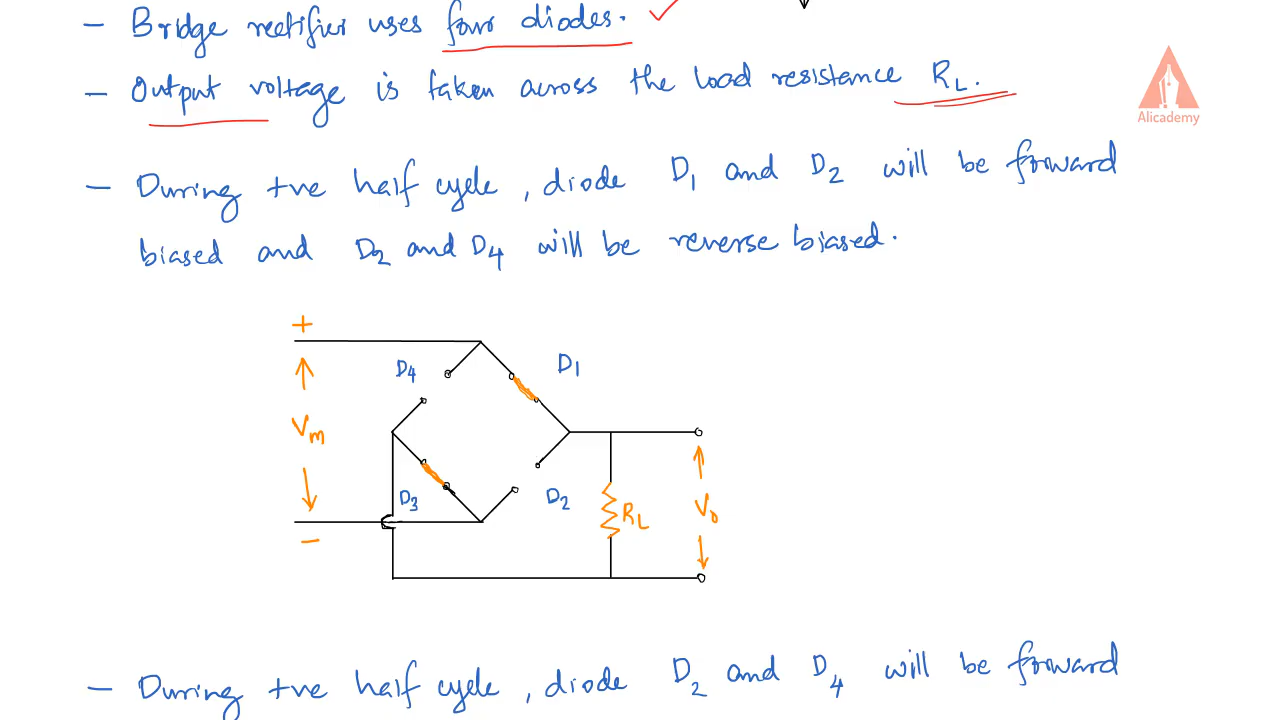 - Bridge rectifier uses four diodes.
- Output voltage is taken across the load resistance RL.
Alicademy
- During +ve half cycle, diode D1 and D2 will be forward
biased and D2 and D4 will be reverse biased.
+
D4
D1
Vm
D3
D2
RL
Vo
-
- During +ve half cycle, diode D2 and D4 will be forward